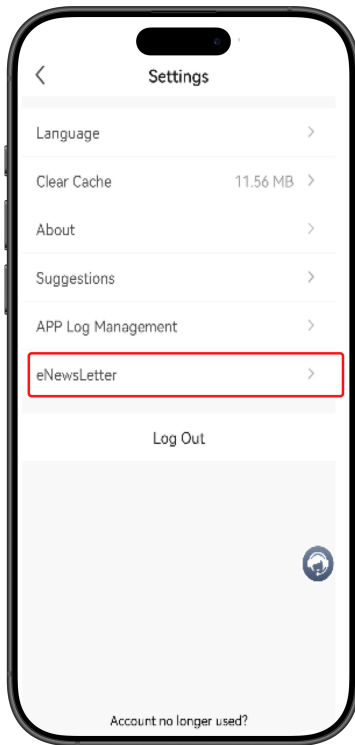 Settings
Language
Clear Cache 11.56 MB
About
Suggestions
APP Log Management
eNewsLetter
Log Out
Account no longer used?